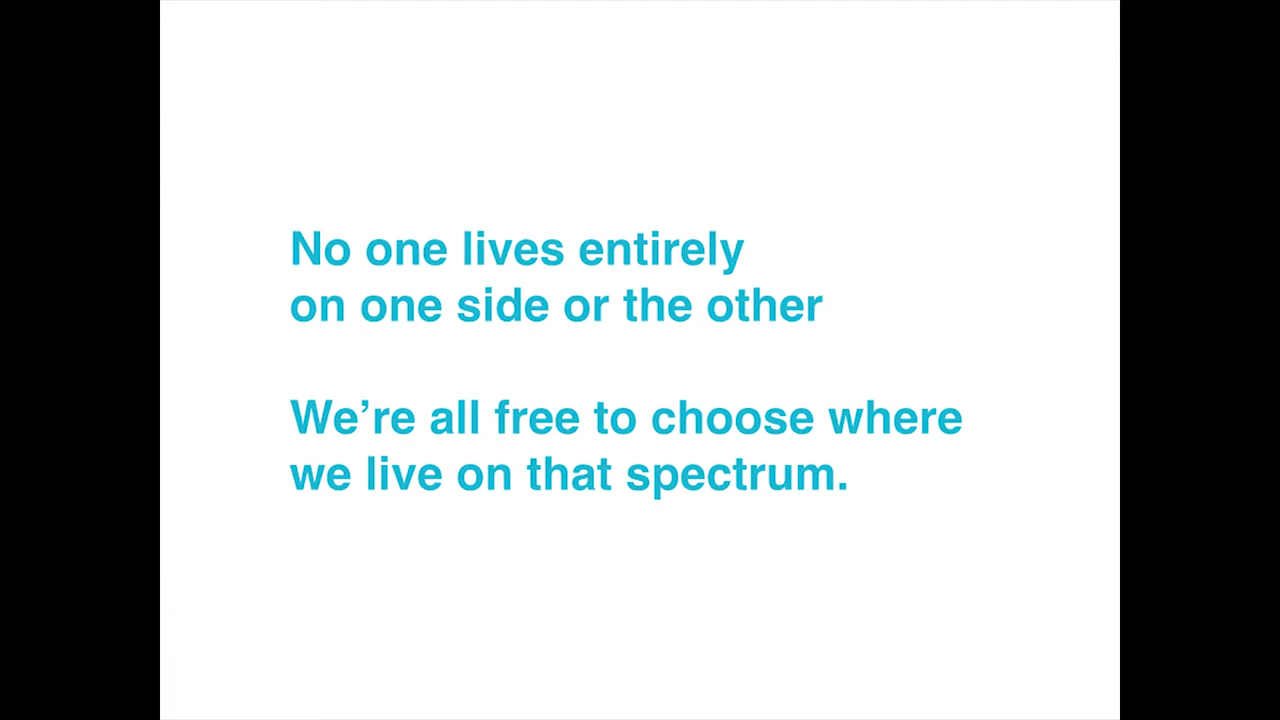 No one lives entirely
on one side or the other
We’re all free to choose where
we live on that spectrum.